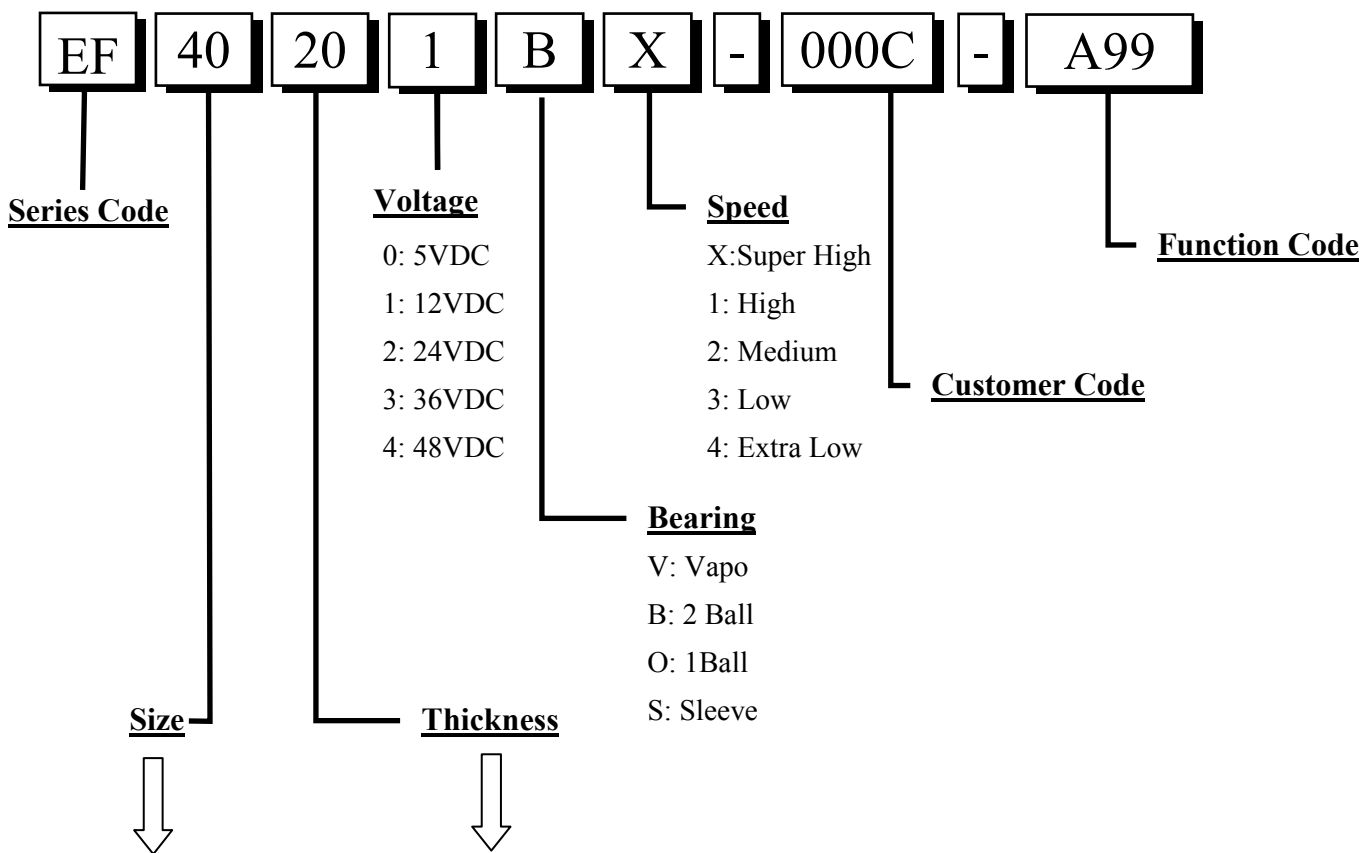 EF 40 20 1 B X - 000C - A99
Series Code
Voltage
0: 5VDC
1: 12VDC
2: 24VDC
3: 36VDC
4: 48VDC
Speed
X:Super High
1: High
2: Medium
3: Low
4: Extra Low
Function Code
Customer Code
Bearing
V: Vapo
B: 2 Ball
O: 1Ball
S: Sleeve
Size
Thickness